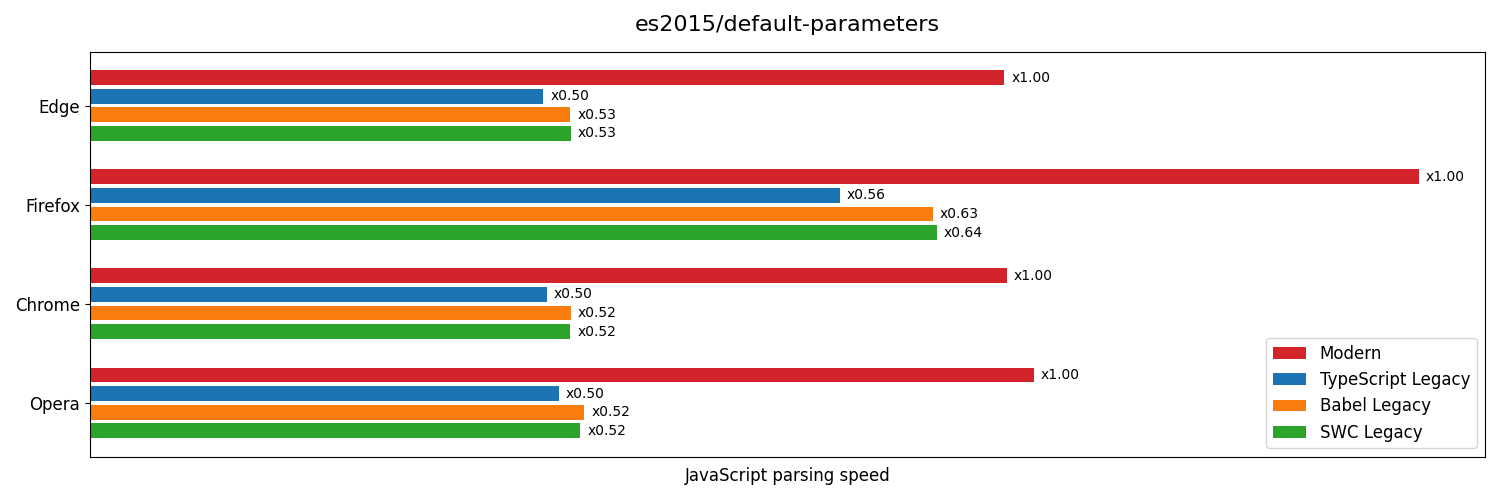 es2015/default-parameters
Edge
x1.00
x0.50
x0.53
x0.53
Firefox
x1.00
x0.56
x0.63
x0.64
Chrome
x1.00
x0.50
x0.52
x0.52
Opera
x1.00
x0.50
x0.52
x0.52
Modern
TypeScript Legacy
Babel Legacy
SWC Legacy
JavaScript parsing speed